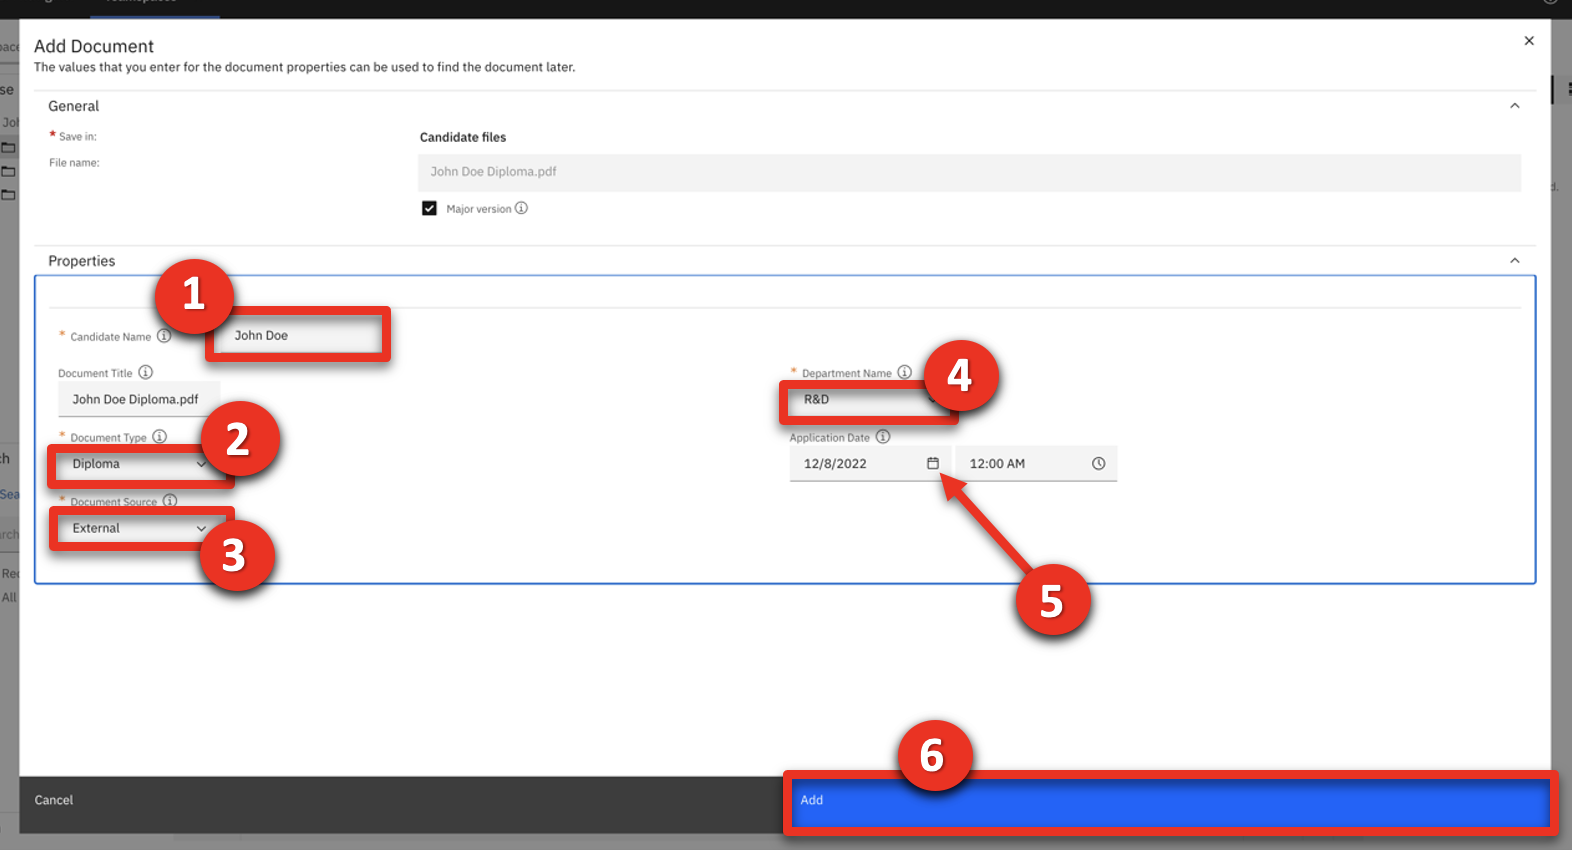 Add Document
The values that you enter for the document properties can be used to find the document later.
General
* Save in:
Candidate files
File name:
John Doe Diploma.pdf
Major version
Properties
1
* Candidate Name
John Doe
Document Title
* Department Name
4
John Doe Diploma.pdf
R&D
2
* Document Type
Application Date
Diploma
12/8/2022
12:00 AM
* Document Source
External
3
5
6
Cancel
Add